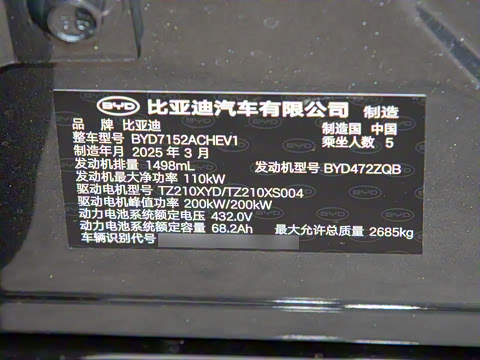 BYD 比亚迪汽车有限公司 制造
品 牌 比亚迪 制造国 中国
整车型号 BYD7152ACHEV1 乘坐人数 5
制造年月 2025 年 3 月
发动机排量 1498mL 发动机型号 BYD472ZQB
发动机最大净功率 110kW
驱动电机型号 TZ210XYD/TZ210XS004
驱动电机峰值功率 200kW/200kW
动力电池系统额定电压 432.0V
动力电池系统额定容量 68.2Ah 最大允许总质量 2685kg
车辆识别代号